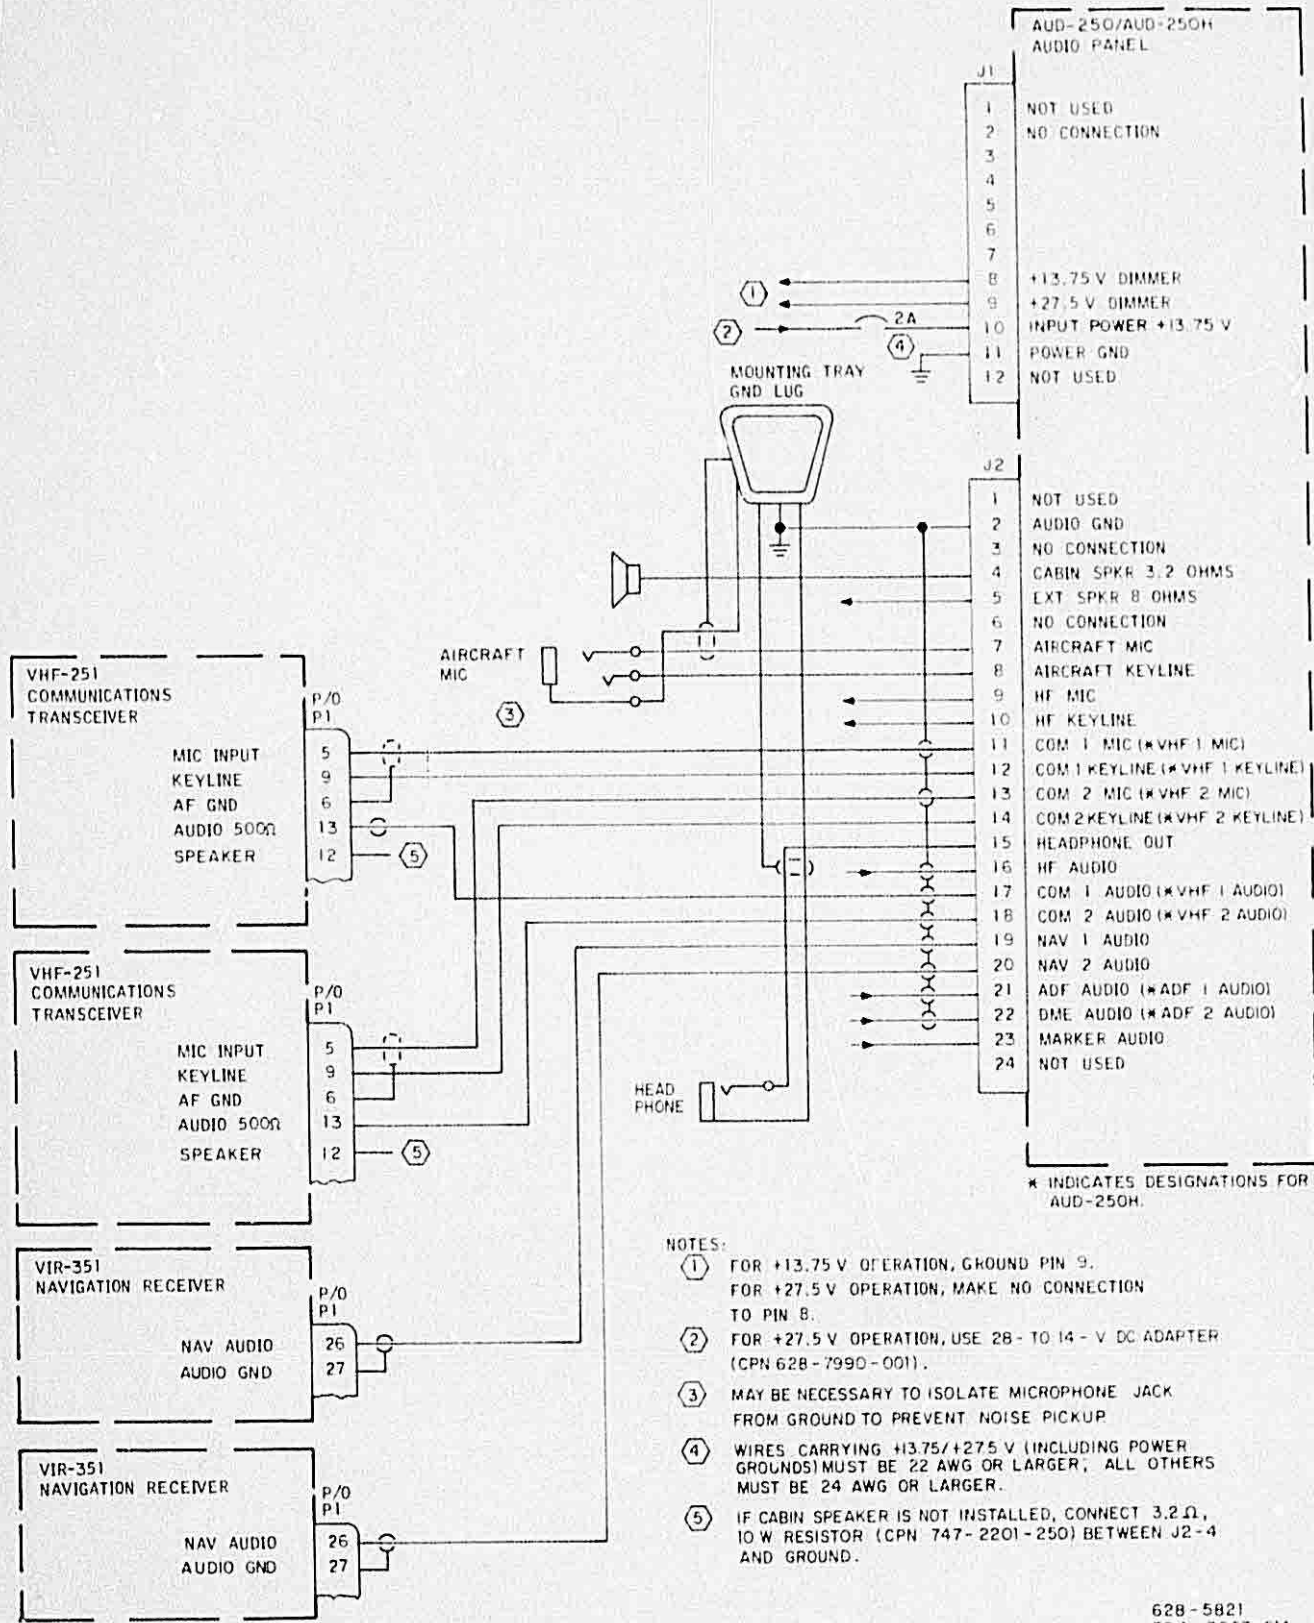 AUD-250/AUD-250H
AUDIO PANEL
J1
1 NOT USED
2 NO CONNECTION
3
4
5
6
7
8 +13.75 V DIMMER
9 +27.5 V DIMMER
10 INPUT POWER +13.75 V
11 POWER GND
12 NOT USED
1
2
2A
4
MOUNTING TRAY
GND LUG
J2
1 NOT USED
2 AUDIO GND
3 NO CONNECTION
4 CABIN SPKR 3.2 OHMS
5 EXT SPKR 8 OHMS
6 NO CONNECTION
7 AIRCRAFT MIC
8 AIRCRAFT KEYLINE
9 HF MIC
10 HF KEYLINE
11 COM 1 MIC (*VHF 1 MIC)
12 COM 1 KEYLINE (*VHF 1 KEYLINE)
13 COM 2 MIC (*VHF 2 MIC)
14 COM 2 KEYLINE (*VHF 2 KEYLINE)
15 HEADPHONE OUT
16 HF AUDIO
17 COM 1 AUDIO (*VHF 1 AUDIO)
18 COM 2 AUDIO (*VHF 2 AUDIO)
19 NAV 1 AUDIO
20 NAV 2 AUDIO
21 ADF AUDIO (*ADF 1 AUDIO)
22 DME AUDIO (*ADF 2 AUDIO)
23 MARKER AUDIO
24 NOT USED
* INDICATES DESIGNATIONS FOR
AUD-250H.
AIRCRAFT
MIC
3
HEAD
PHONE
VHF-251
COMMUNICATIONS
TRANSCEIVER
P/O
P1
MIC INPUT 5
KEYLINE 9
AF GND 6
AUDIO 500Ω 13
SPEAKER 12 5
VHF-251
COMMUNICATIONS
TRANSCEIVER
P/O
P1
MIC INPUT 5
KEYLINE 9
AF GND 6
AUDIO 500Ω 13
SPEAKER 12 5
VIR-351
NAVIGATION RECEIVER
P/O
P1
NAV AUDIO 26
AUDIO GND 27
VIR-351
NAVIGATION RECEIVER
P/O
P1
NAV AUDIO 26
AUDIO GND 27
NOTES:
1 FOR +13.75 V OPERATION, GROUND PIN 9.
FOR +27.5 V OPERATION, MAKE NO CONNECTION
TO PIN 8.
2 FOR +27.5 V OPERATION, USE 28- TO 14-V DC ADAPTER
(CPN 628-7990-001).
3 MAY BE NECESSARY TO ISOLATE MICROPHONE JACK
FROM GROUND TO PREVENT NOISE PICKUP.
4 WIRES CARRYING +13.75/+27.5 V (INCLUDING POWER
GROUNDS) MUST BE 22 AWG OR LARGER; ALL OTHERS
MUST BE 24 AWG OR LARGER.
5 IF CABIN SPEAKER IS NOT INSTALLED, CONNECT 3.2 Ω,
10 W RESISTOR (CPN 747-2201-250) BETWEEN J2-4
AND GROUND.
628-5821